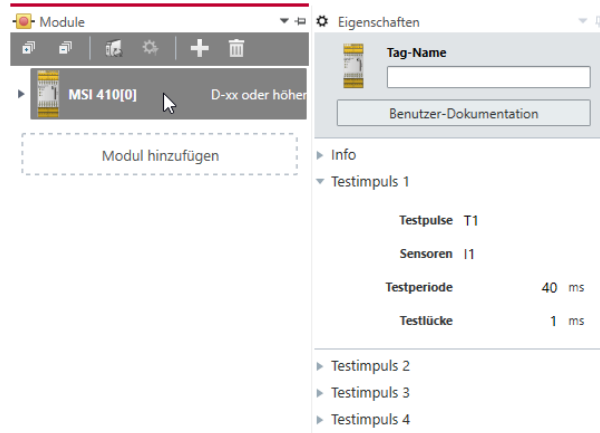 Module
MSI 410[0]
D-xx oder höher
Modul hinzufügen
Eigenschaften
Tag-Name
Benutzer-Dokumentation
Info
Testimpuls 1
Testpulse T1
Sensoren I1
Testperiode 40 ms
Testlücke 1 ms
Testimpuls 2
Testimpuls 3
Testimpuls 4